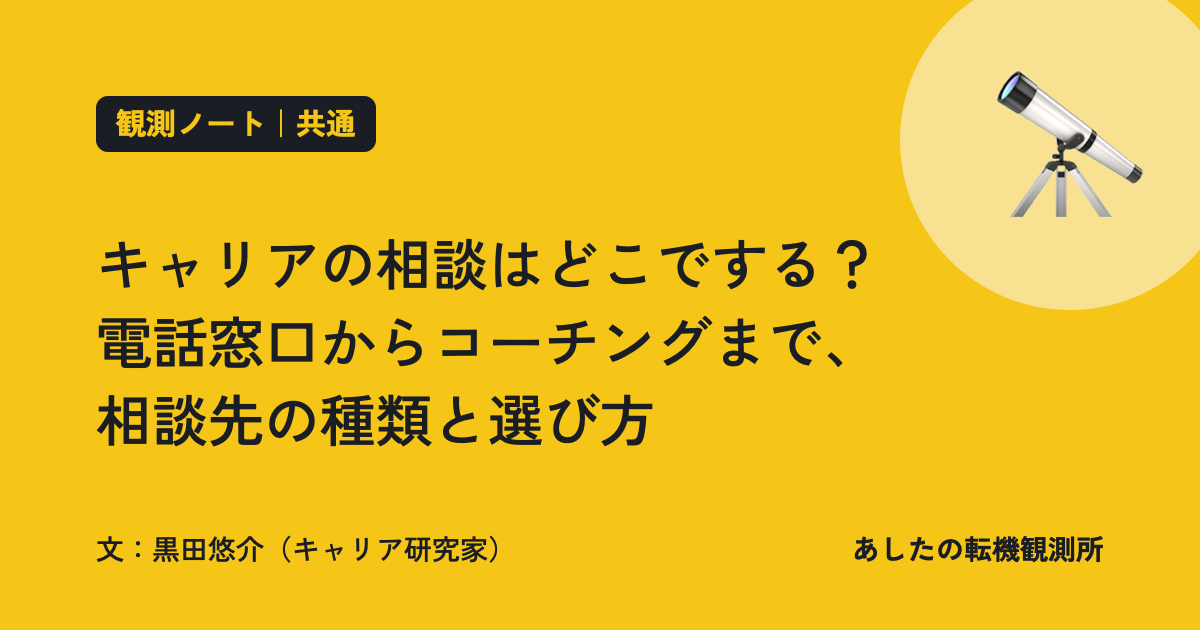 観測ノート｜共通
キャリアの相談はどこでする？
電話窓口からコーチングまで、
相談先の種類と選び方
文：黒田悠介（キャリア研究家）
あしたの転機観測所